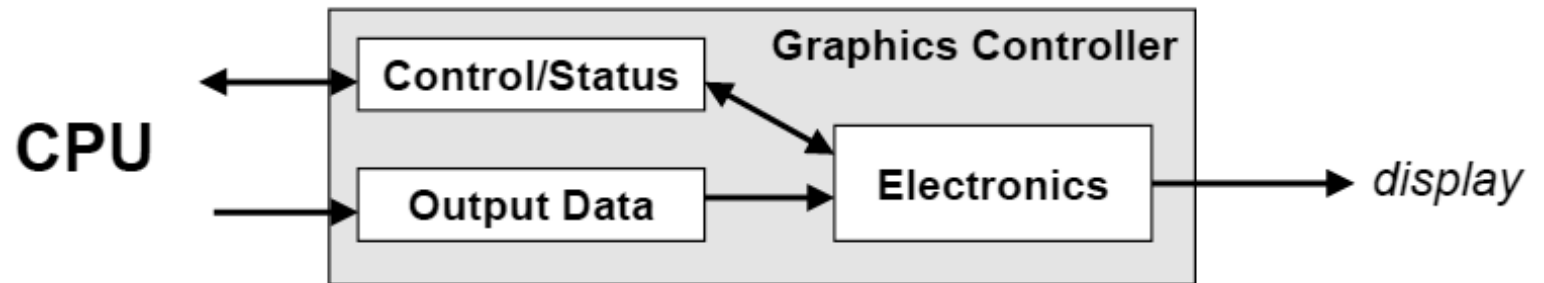 Graphics Controller
Control/Status
CPU
Output Data
Electronics
display